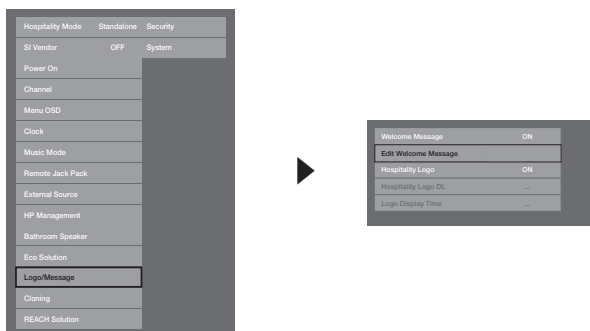 Hospitality Mode Standalone Security
SI Vendor OFF System
Power On
Channel
Menu OSD
Clock
Music Mode
Remote Jack Pack
External Source
HP Management
Bathroom Speaker
Eco Solution
Logo/Message
Cloning
REACH Solution
Welcome Message ON
Edit Welcome Message
Hospitality Logo ON
Hospitality Logo DL ...
Logo Display Time ...